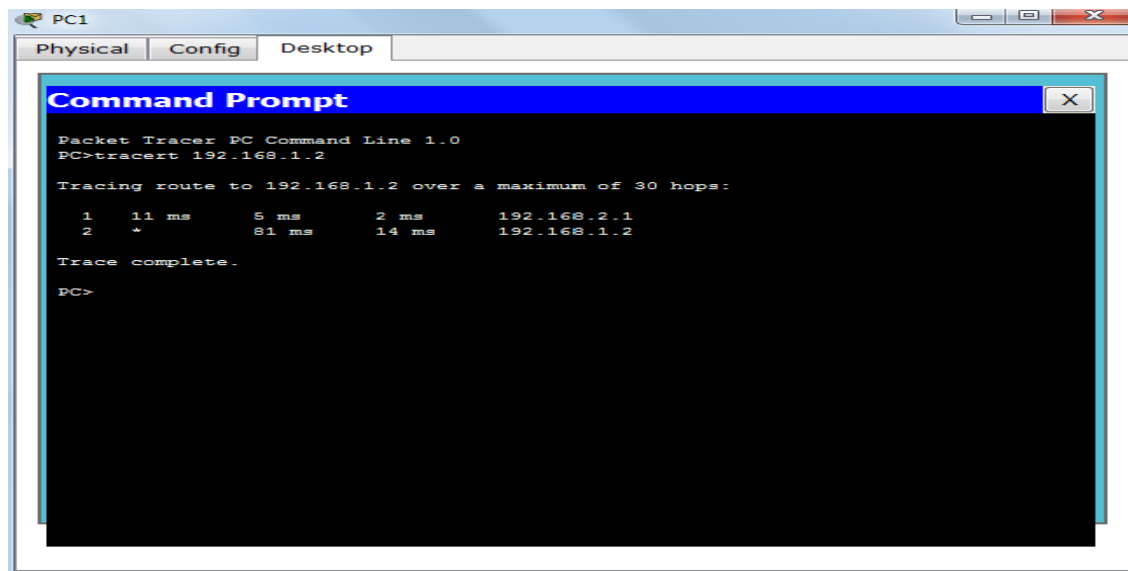 PC1
Physical Config Desktop
Command Prompt X
Packet Tracer PC Command Line 1.0
PC>tracert 192.168.1.2
Tracing route to 192.168.1.2 over a maximum of 30 hops:
1 11 ms 5 ms 2 ms 192.168.2.1
2 * 81 ms 14 ms 192.168.1.2
Trace complete.
PC>